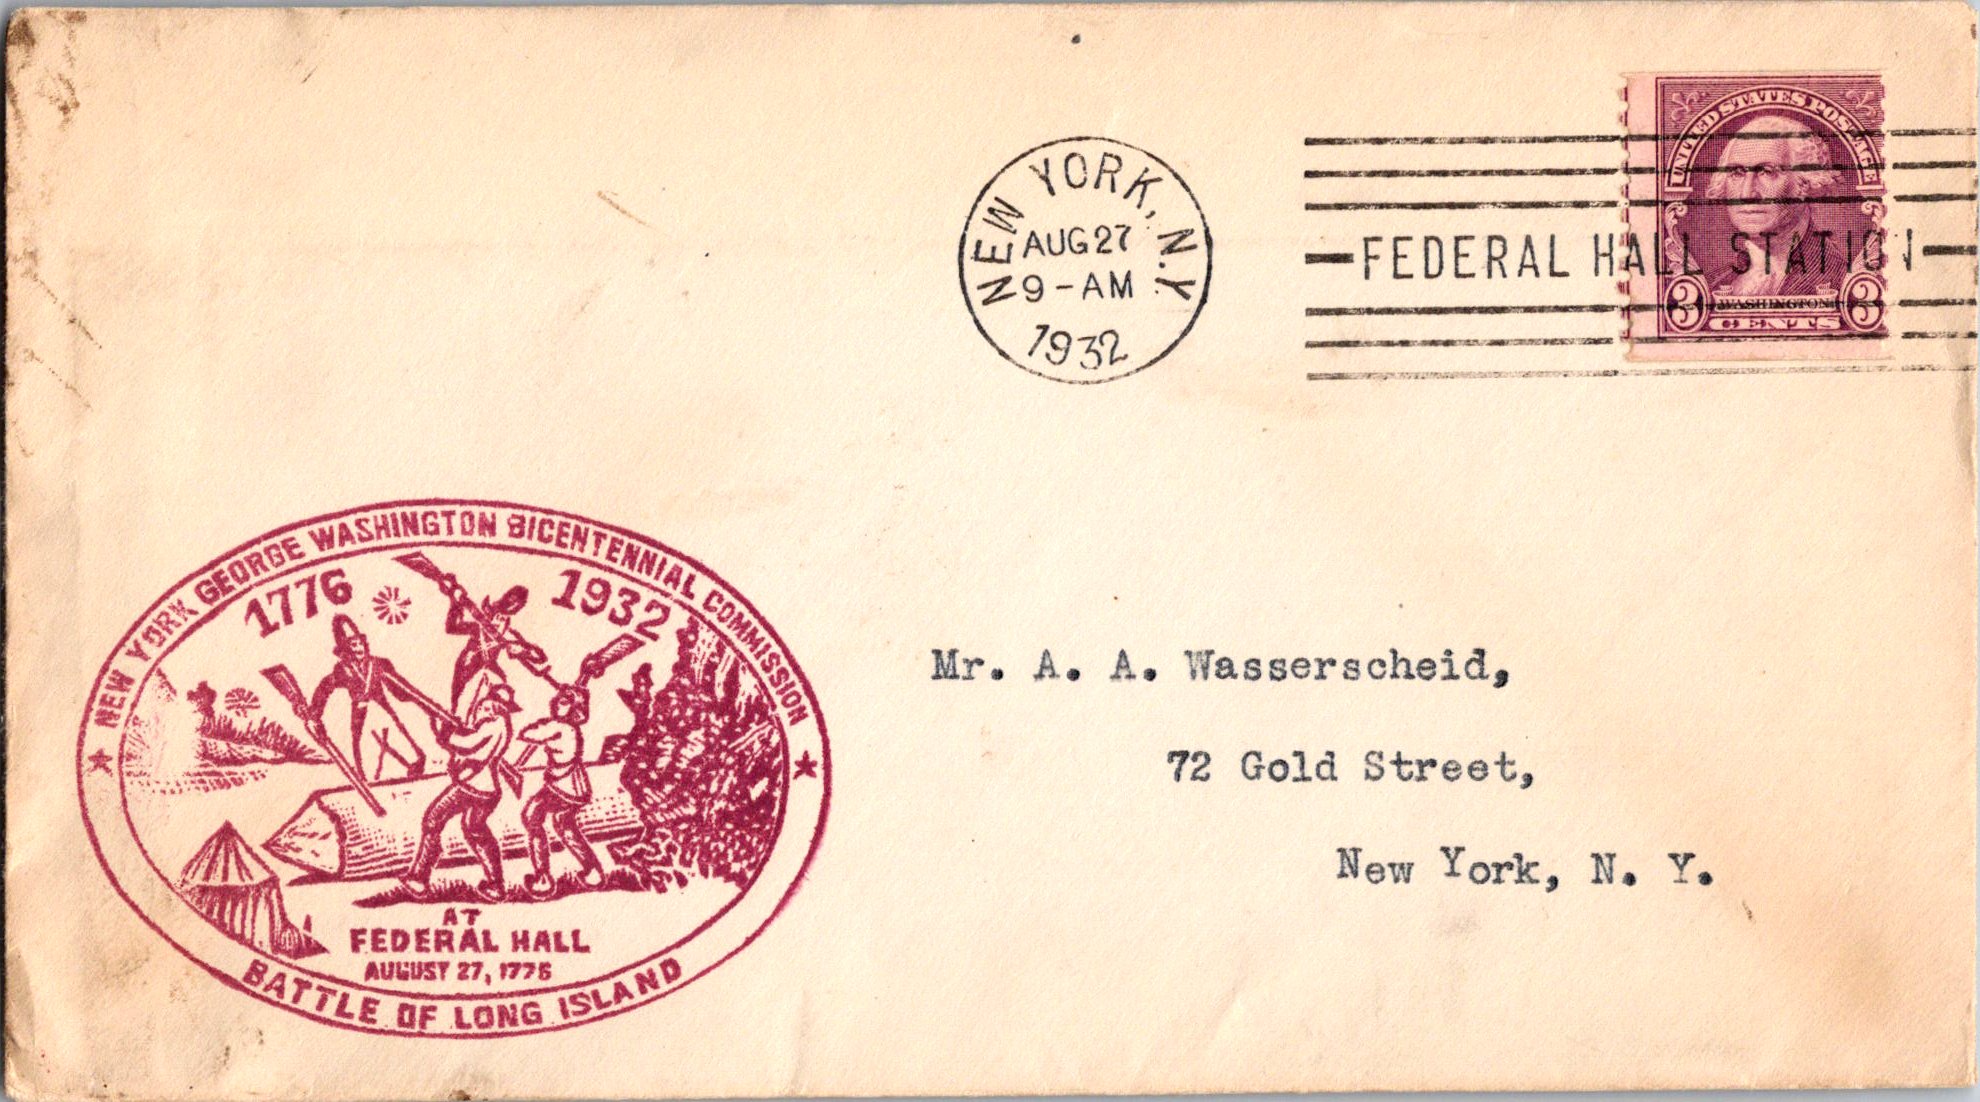 NEW YORK, N.Y.
AUG 27
9-AM
1932
FEDERAL HALL STATION
UNITED STATES POSTAGE
3 WASHINGTON 3
CENTS
NEW YORK GEORGE WASHINGTON BICENTENNIAL COMMISSION
1776 1932
AT
FEDERAL HALL
AUGUST 27, 1776
BATTLE OF LONG ISLAND
Mr. A. A. Wasserscheid,
72 Gold Street,
New York, N. Y.